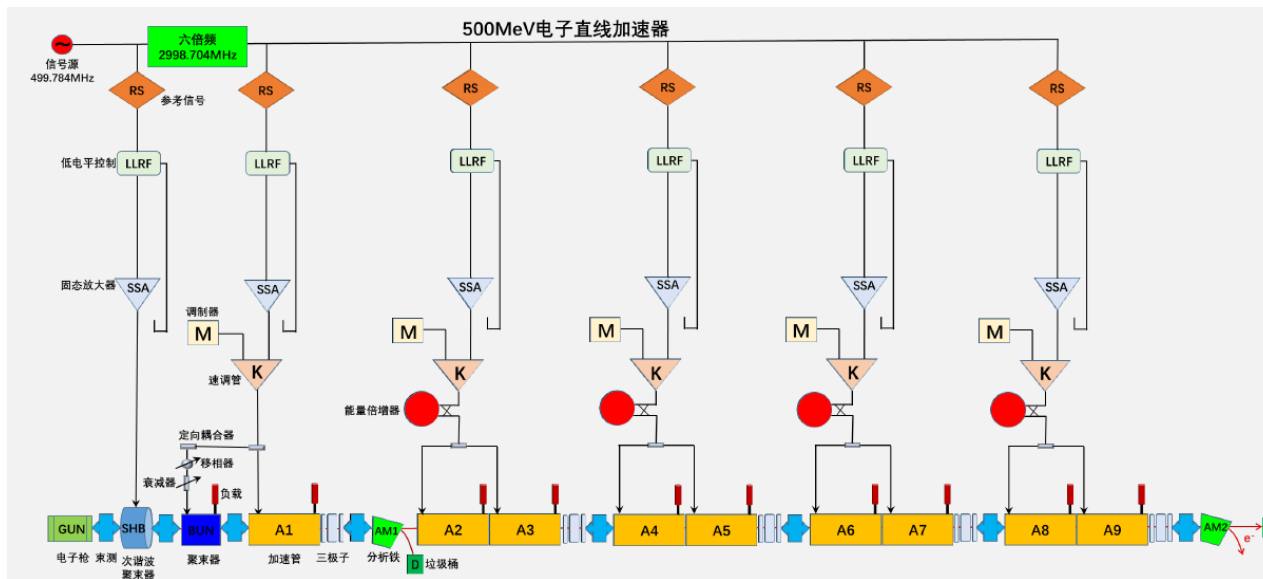 500MeV电子直线加速器
六倍频
2998.704MHz
信号源
499.784MHz
RS
参考信号
RS
RS
RS
RS
RS
低电平控制
LLRF
LLRF
LLRF
LLRF
LLRF
LLRF
固态放大器
SSA
SSA
SSA
SSA
SSA
SSA
调制器
M
M
M
M
M
速调管
K
K
K
K
K
能量倍增器
定向耦合器
移相器
衰减器
负载
GUN
SHB
BUN
A1
AM1
A2
A3
A4
A5
A6
A7
A8
A9
AM2
e-
电子枪
束测
次谐波
聚束器
聚束器
加速管
三极子
分析铁
D
垃圾桶